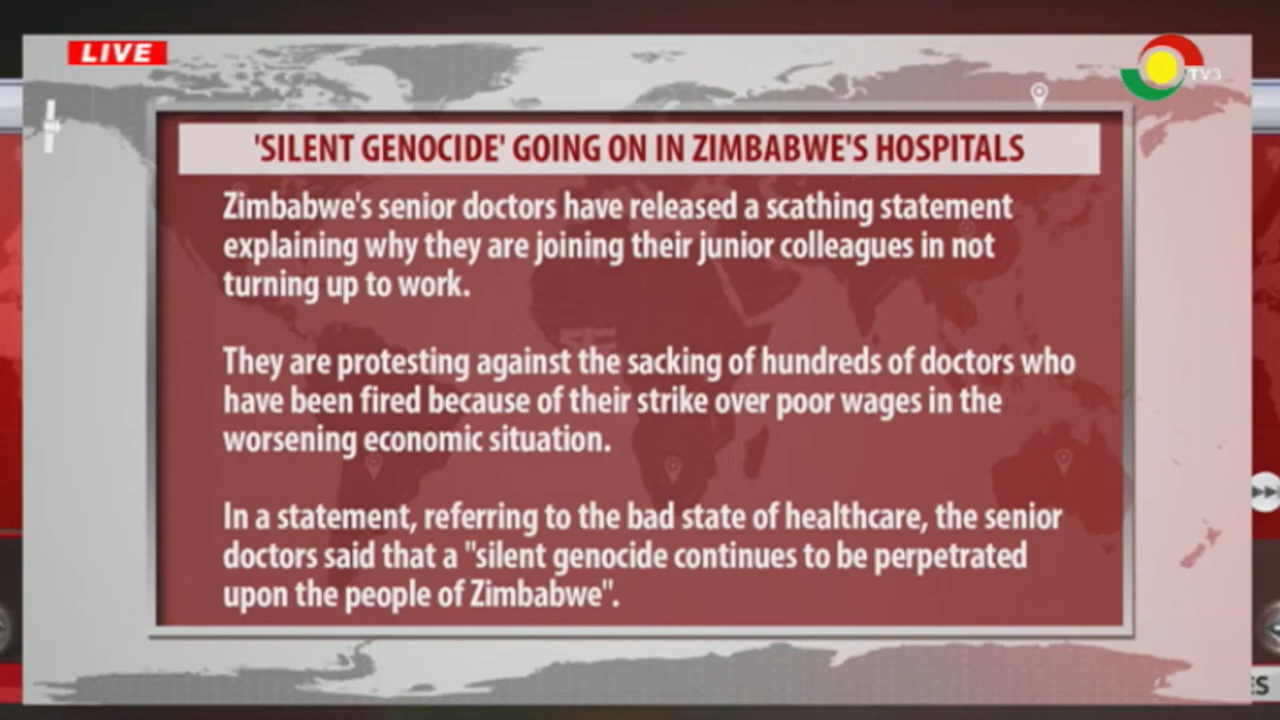 LIVE
TV3
'SILENT GENOCIDE' GOING ON IN ZIMBABWE'S HOSPITALS
Zimbabwe's senior doctors have released a scathing statement
explaining why they are joining their junior colleagues in not
turning up to work.
They are protesting against the sacking of hundreds of doctors who
have been fired because of their strike over poor wages in the
worsening economic situation.
In a statement, referring to the bad state of healthcare, the senior
doctors said that a "silent genocide continues to be perpetrated
upon the people of Zimbabwe".